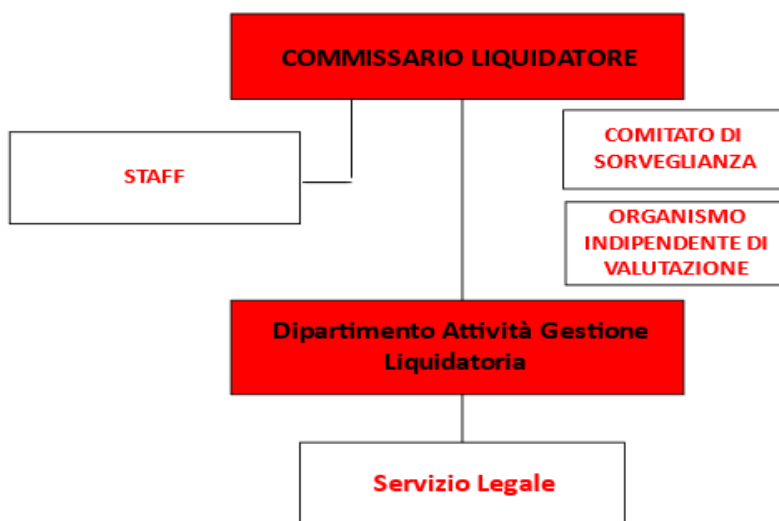 COMMISSARIO LIQUIDATORE
STAFF
COMITATO DI
SORVEGLIANZA
ORGANISMO
INDIPENDENTE DI
VALUTAZIONE
Dipartimento Attività Gestione
Liquidatoria
Servizio Legale